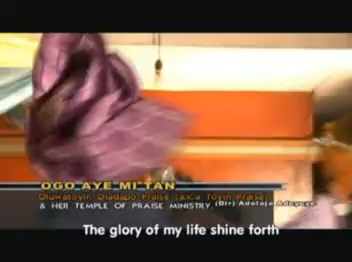 OGO AYE MI TAN
Oluwatoyin Oladapo Praise (a.k.a Toyin Praise)
& HER TEMPLE OF PRAISE MINISTRY (Dir) Adetaja Adeyeye
The glory of my life shine forth